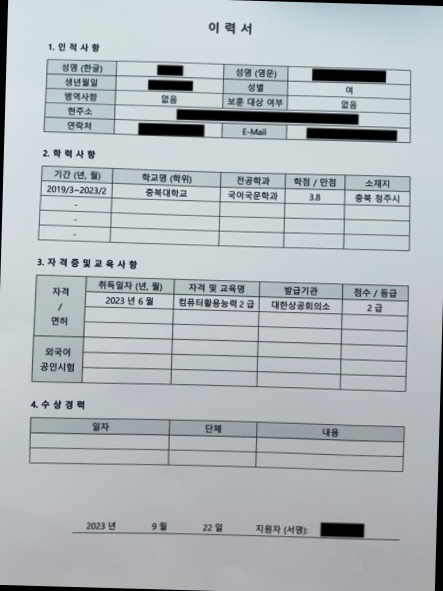 이 력 서
1. 인 적 사 항
성명 (한글) 성명 (영문)
생년월일 성별 여
병역사항 없음 보훈 대상 여부 없음
현주소
연락처 E-Mail
2. 학 력 사 항
기간 (년, 월) 학교명 (학위) 전공학과 학점 / 만점 소재지
2019/3~2023/2 충북대학교 국어국문학과 3.8 충북 청주시
-
-
-
3. 자 격 증 및 교 육 사 항
자격 / 면허 취득일자 (년, 월) 자격 및 교육명 발급기관 점수 / 등급
2023 년 6 월 컴퓨터활용능력 2 급 대한상공회의소 2 급
외국어 공인시험
4. 수 상 경 력
일자 단체 내용
2023 년 9 월 22 일 지원자 (서명):